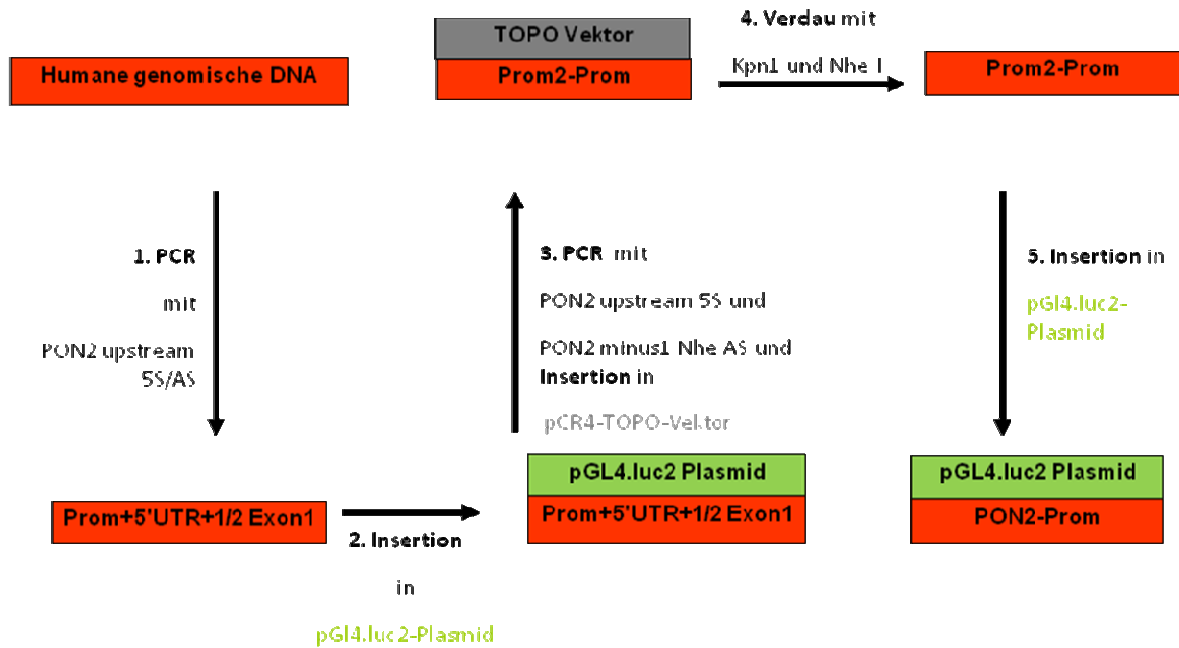 Humane genomische DNA
1. PCR
mit
PON2 upstream
5S/AS
Prom+5'UTR+1/2 Exon1
2. Insertion
in
pGl4.luc2-Plasmid
pGL4.luc2 Plasmid
Prom+5'UTR+1/2 Exon1
3. PCR mit
PON2 upstream 5S und
PON2 minus1 Nhe AS und
Insertion in
pCR4-TOPO-Vektor
TOPO Vektor
Prom2-Prom
4. Verdau mit
Kpn1 und Nhe I
Prom2-Prom
5. Insertion in
pGl4.luc2-
Plasmid
pGL4.luc2 Plasmid
PON2-Prom